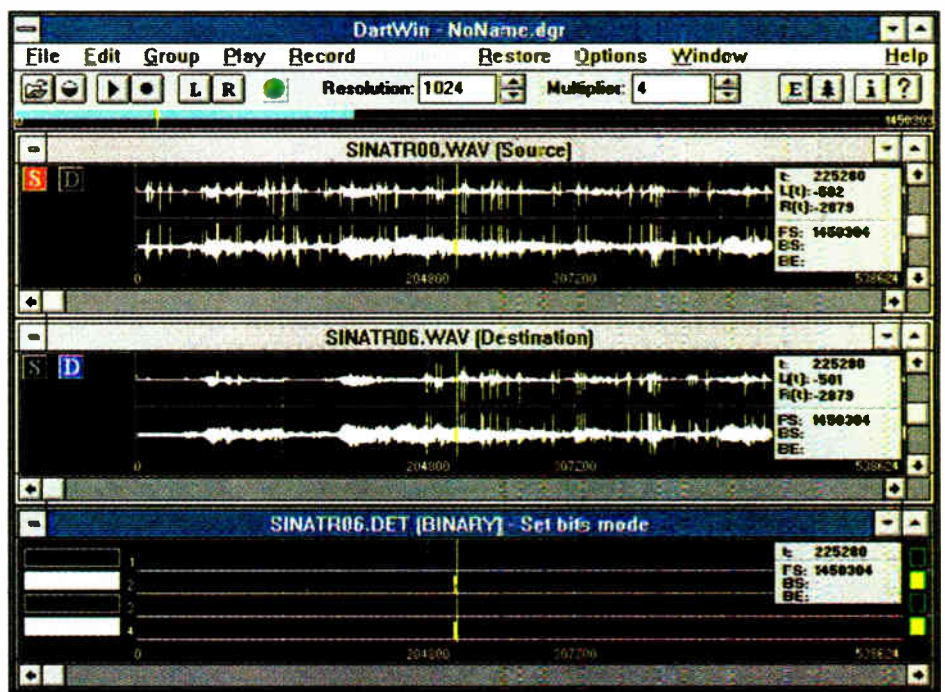 DartWin - NoName.dgr
File Edit Group Play Record Restore Options Window Help
L R Resolution: 1024 Multiplier: 4 E i ?
0 1450303
SINATR00.WAV (Source)
S D
t: 225280
L(t):-582
R(t):-2879
FS: 1450304
BS:
BE:
0 204800 307200 538624
SINATR06.WAV (Destination)
S D
t: 225280
L(t):-501
R(t):-2879
FS: 1450304
BS:
BE:
0 204800 307200 538624
SINATR06.DET (BINARY) - Set bits mode
t: 225280
FS: 1450304
BS:
BE:
1
2
3
4
0 204800 307200 538624